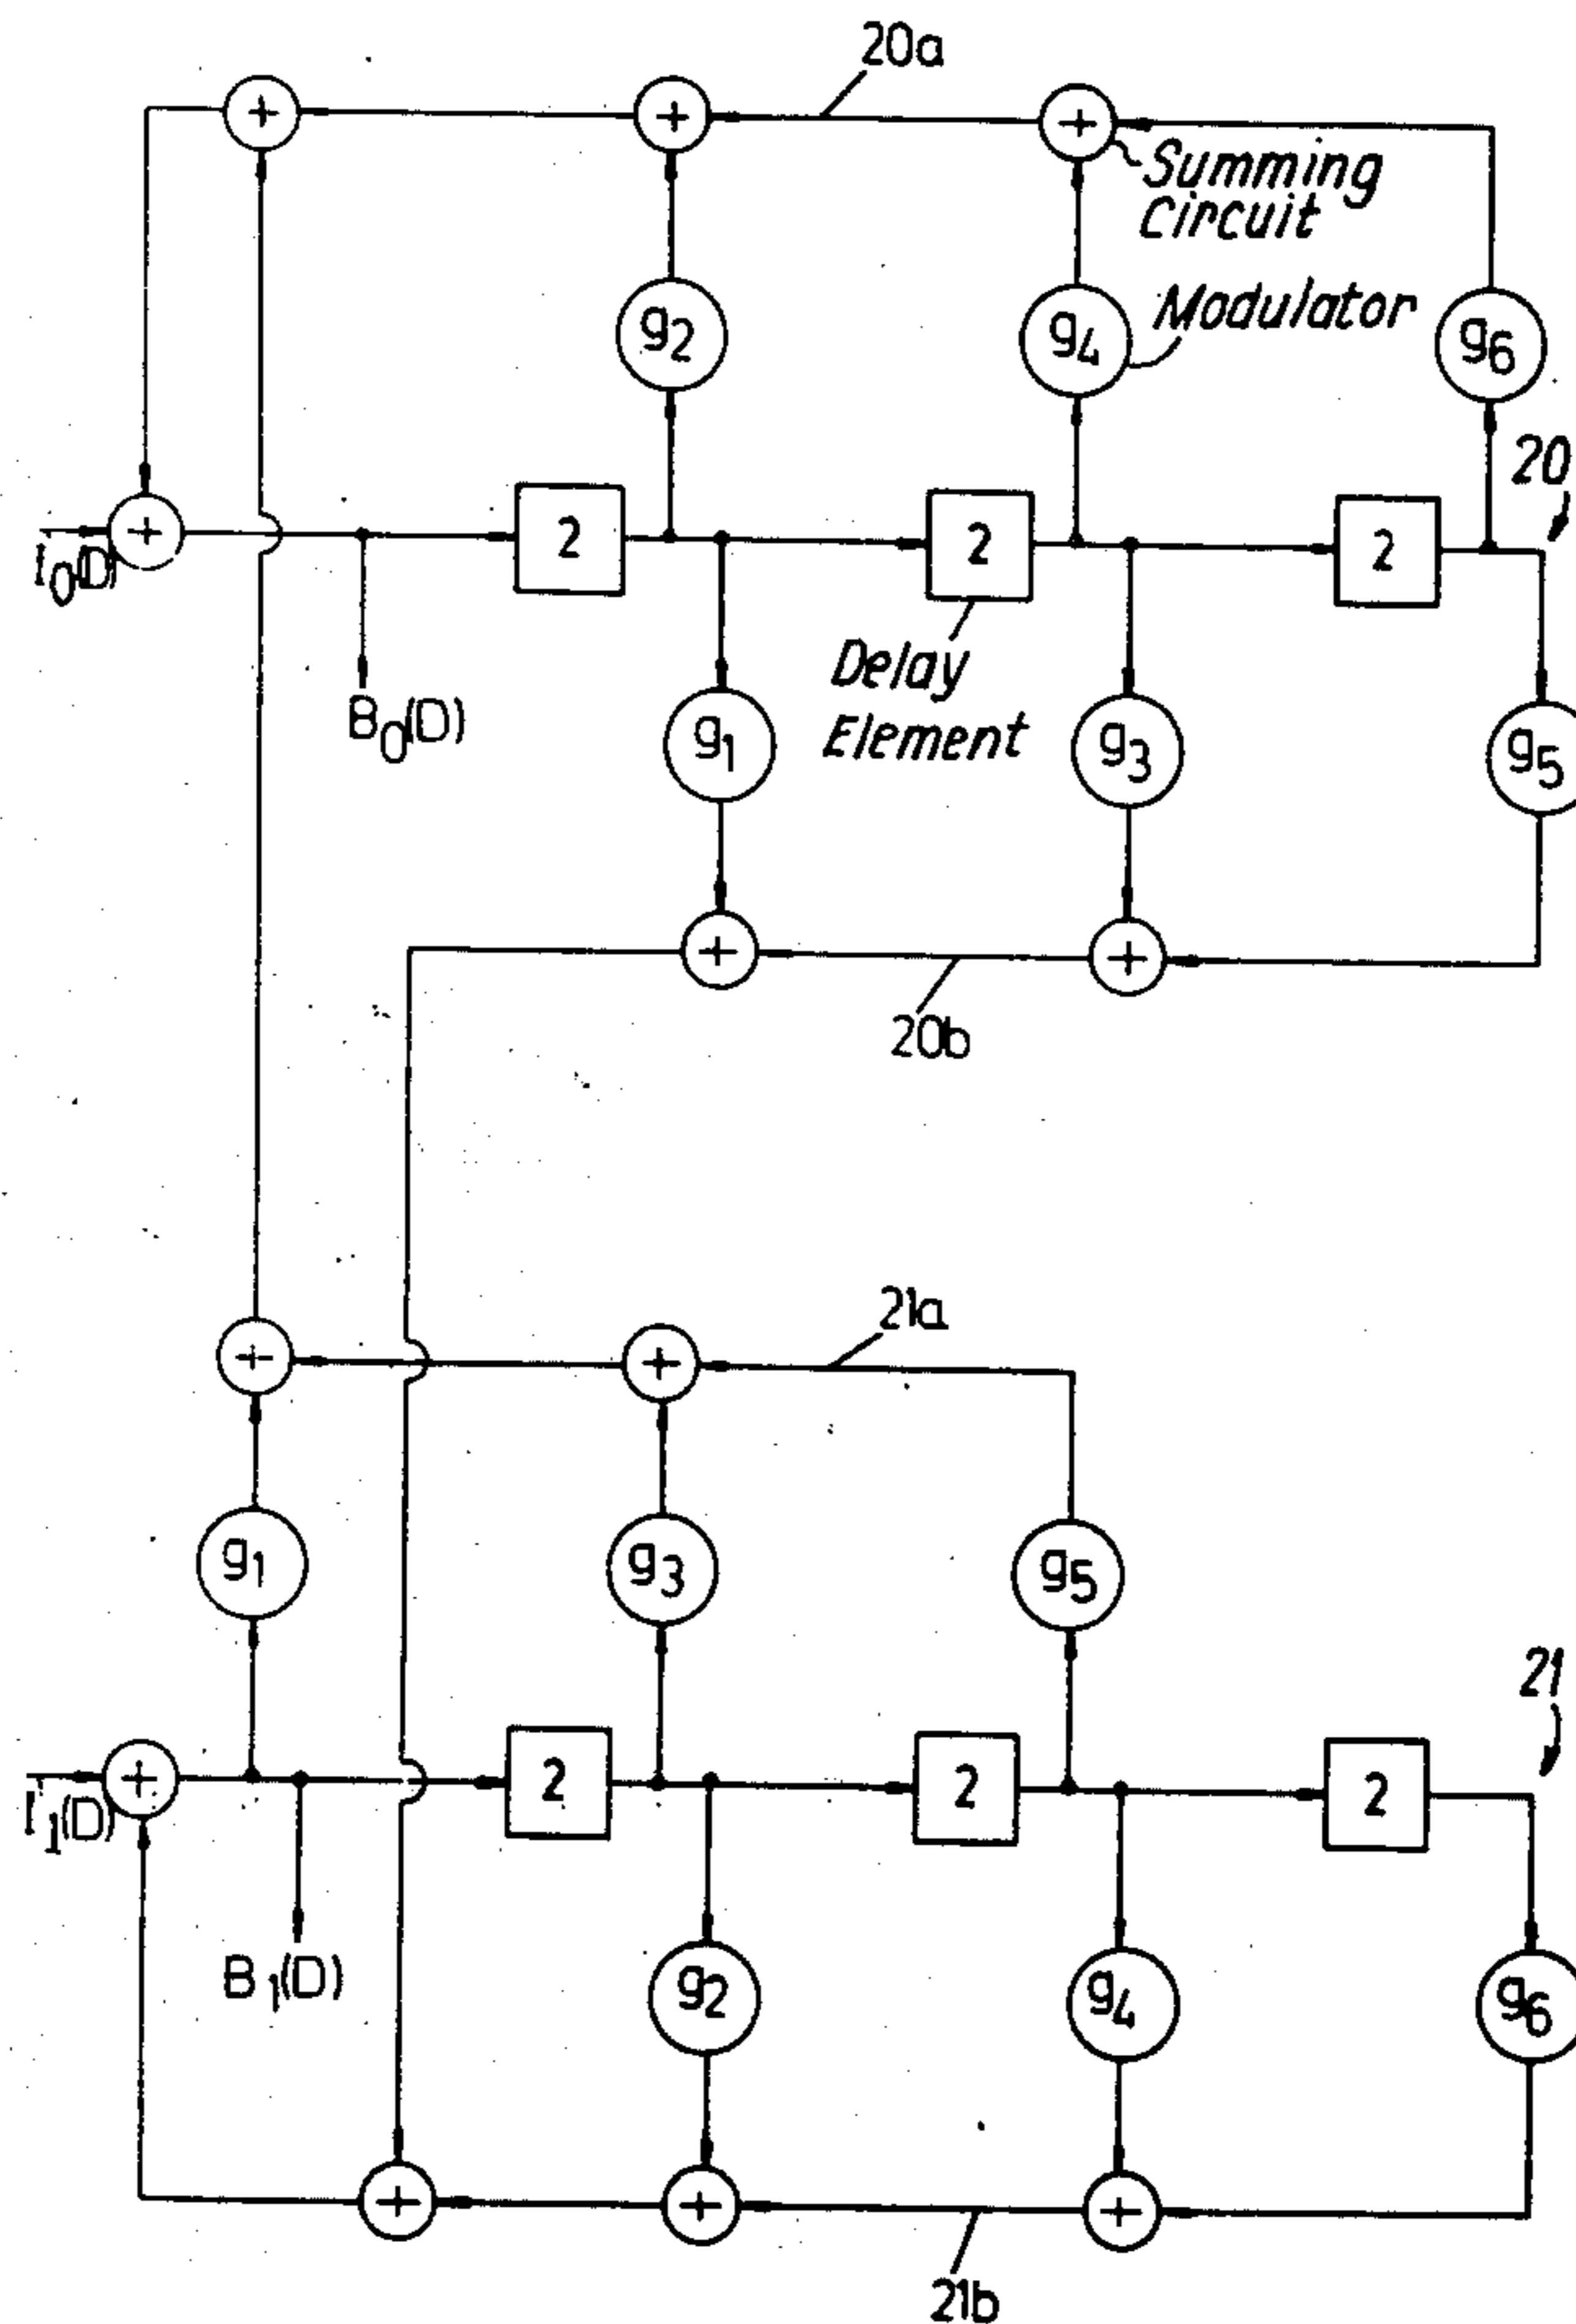 20a
+
+
+
Summing
Circuit
g2
g4
Modulator
g6
20
I0(D)
+
2
2
2
B0(D)
Delay
Element
g1
g3
g5
+
+
20b
21a
+
+
g1
g3
g5
21
I1(D)
+
2
2
2
B1(D)
g2
g4
g6
+
+
+
21b